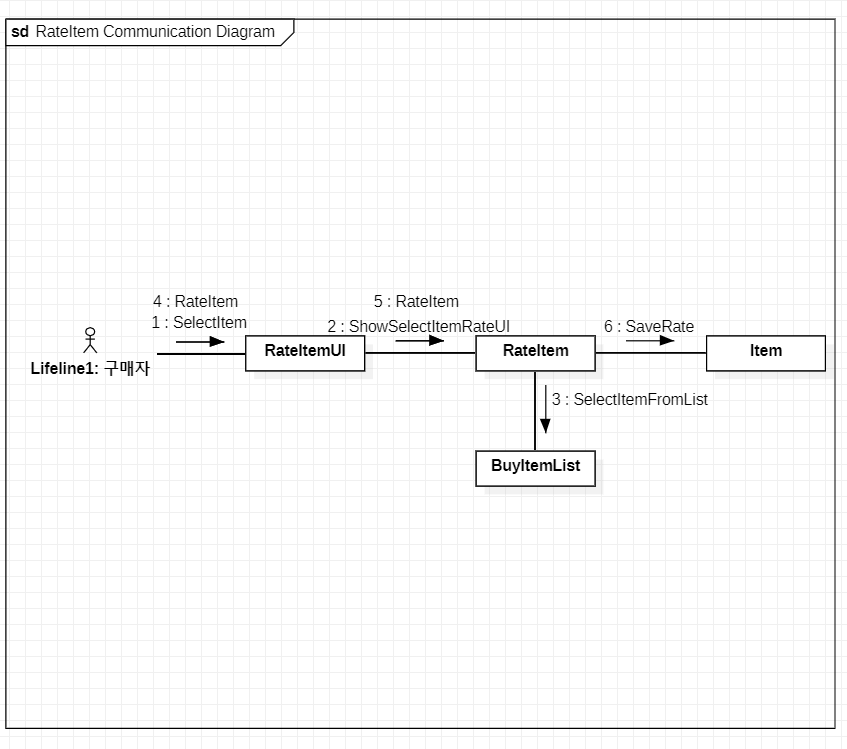 sd RateItem Communication Diagram
4 : RateItem
1 : SelectItem
5 : RateItem
2 : ShowSelectItemRateUI
6 : SaveRate
Lifeline1: 구매자
RateItemUI
RateItem
Item
3 : SelectItemFromList
BuyItemList